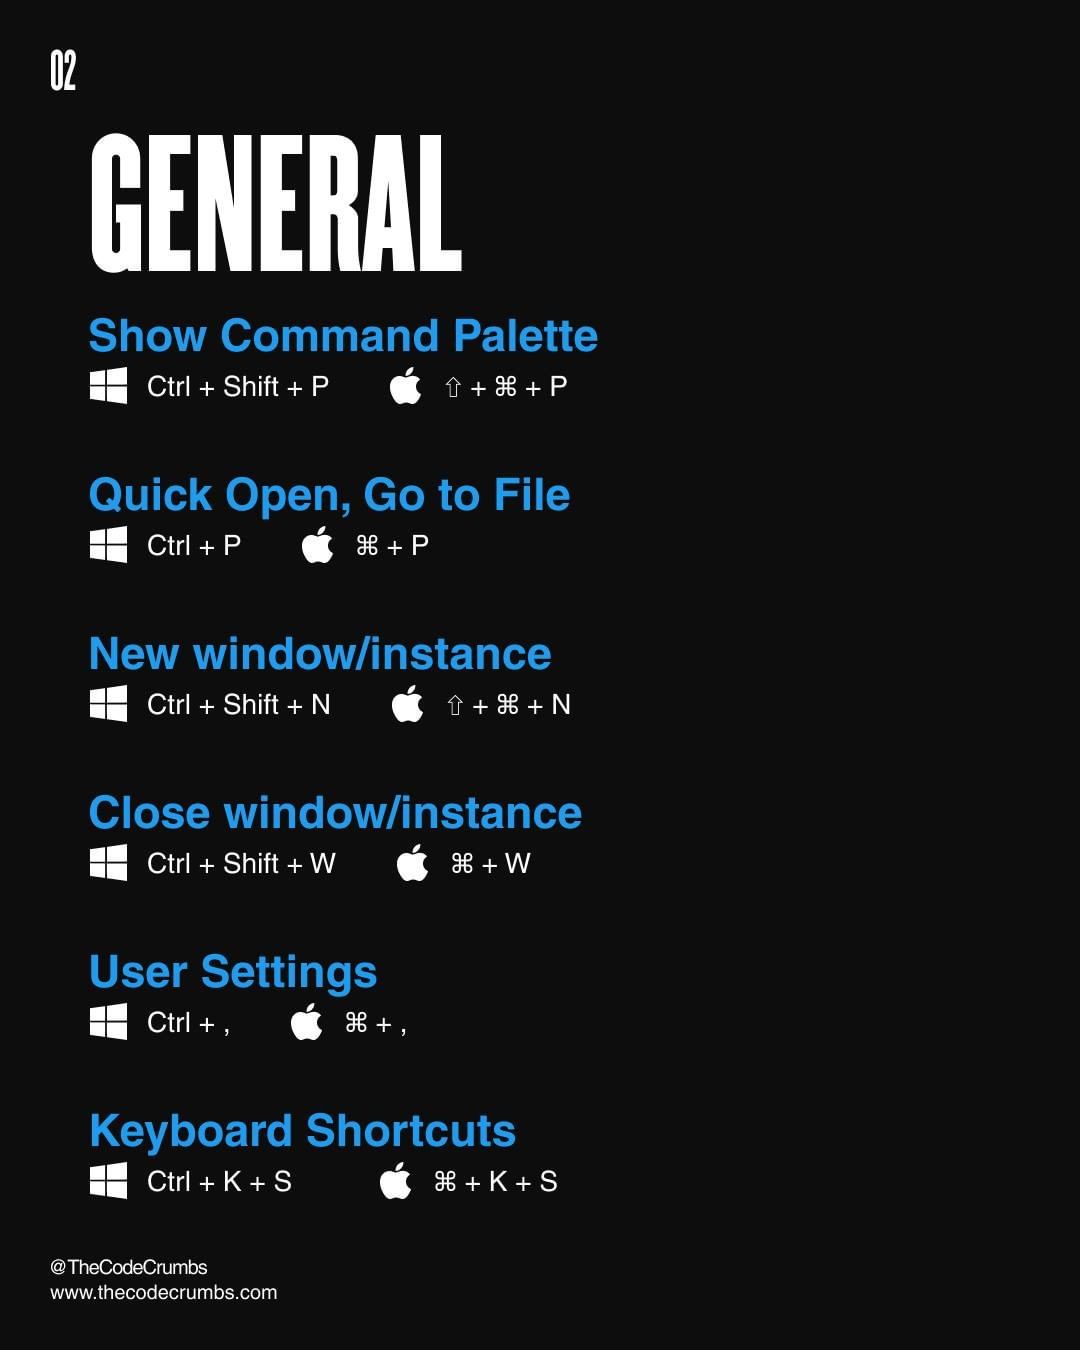 02
GENERAL
Show Command Palette
Ctrl + Shift + P ⇧ + ⌘ + P
Quick Open, Go to File
Ctrl + P ⌘ + P
New window/instance
Ctrl + Shift + N ⇧ + ⌘ + N
Close window/instance
Ctrl + Shift + W ⌘ + W
User Settings
Ctrl + , ⌘ + ,
Keyboard Shortcuts
Ctrl + K + S ⌘ + K + S
@TheCodeCrumbs
www.thecodecrumbs.com